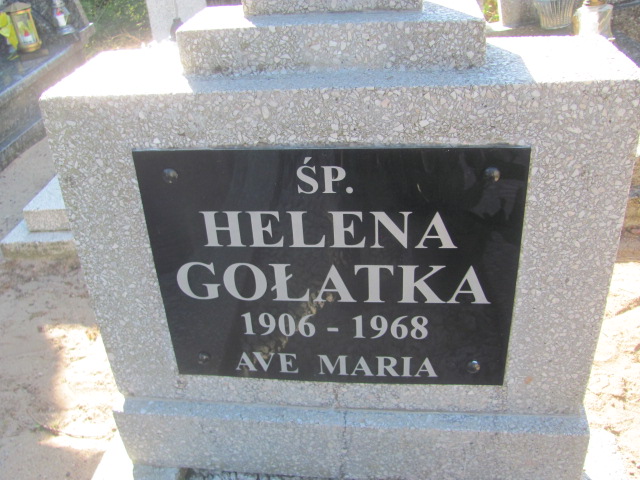 ŚP.
HELENA
GOŁATKA
1906 - 1968
AVE MARIA